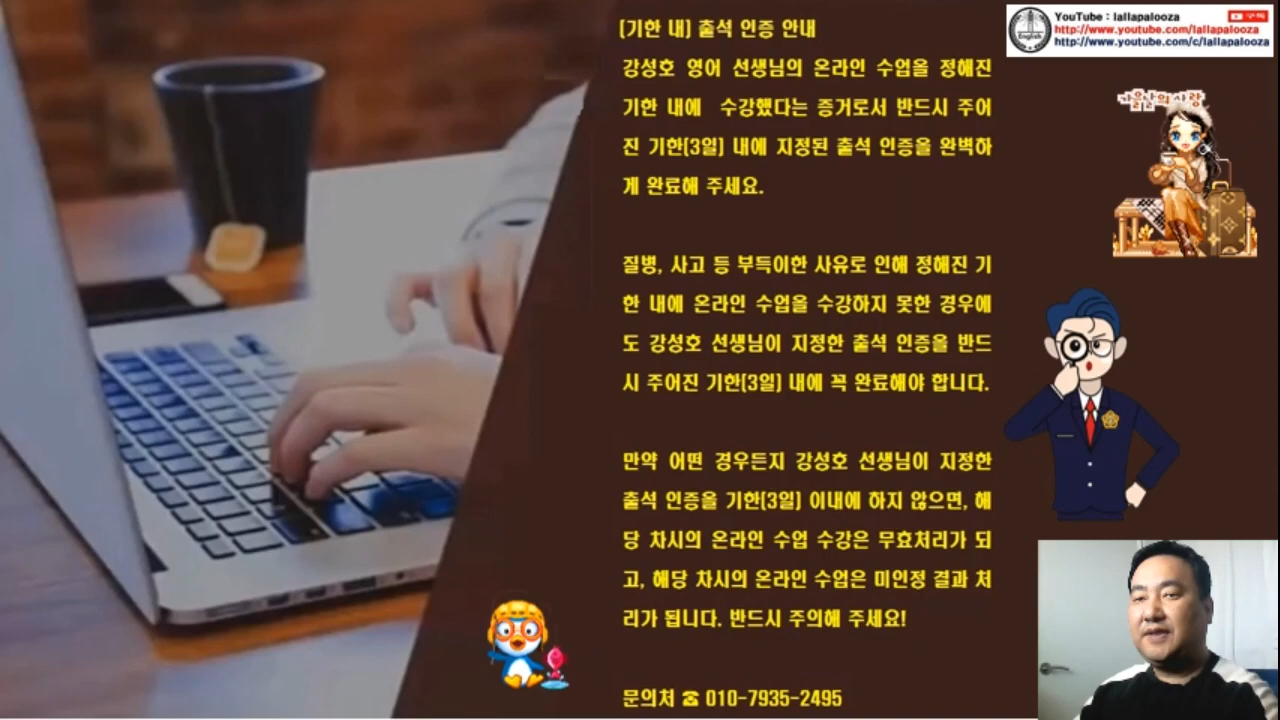 [기한 내] 출석 인증 안내
강성호 영어 선생님의 온라인 수업을 정해진
기한 내에 수강했다는 증거로서 반드시 주어
진 기한(3일) 내에 지정된 출석 인증을 완벽하
게 완료해 주세요.
질병, 사고 등 부득이한 사유로 인해 정해진 기
한 내에 온라인 수업을 수강하지 못한 경우에
도 강성호 선생님이 지정한 출석 인증을 반드
시 주어진 기한(3일) 내에 꼭 완료해야 합니다.
만약 어떤 경우든지 강성호 선생님이 지정한
출석 인증을 기한(3일) 이내에 하지 않으면, 해
당 차시의 온라인 수업 수강은 무효처리가 되
고, 해당 차시의 온라인 수업은 미인정 결과 처
리가 됩니다. 반드시 주의해 주세요!
문의처 ☎ 010-7935-2495
YouTube : lallapalooza
구독
http://www.youtube.com/lallapalooza
http://www.youtube.com/c/lallapalooza
English
가을날의 사랑